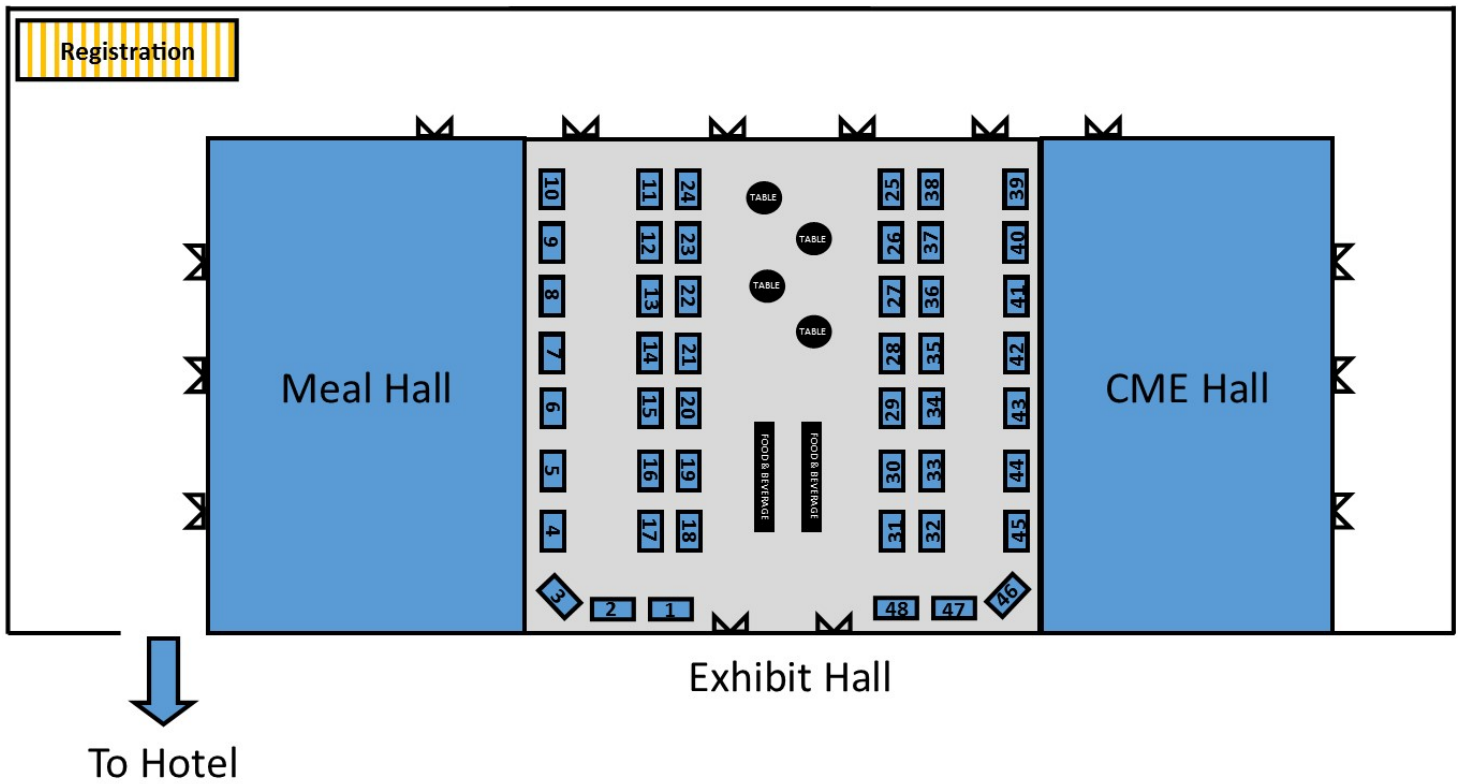 Registration
10 11 24 TABLE 25 38 39
9 12 23 TABLE 26 37 40
8 13 22 TABLE 27 36 41
7 14 21 TABLE 28 35 42
Meal Hall
CME Hall
6 15 20 29 34 43
5 16 19 FOOD & BEVERAGE FOOD & BEVERAGE 30 33 44
4 17 18 31 32 45
3 2 1 48 47 46
Exhibit Hall
To Hotel